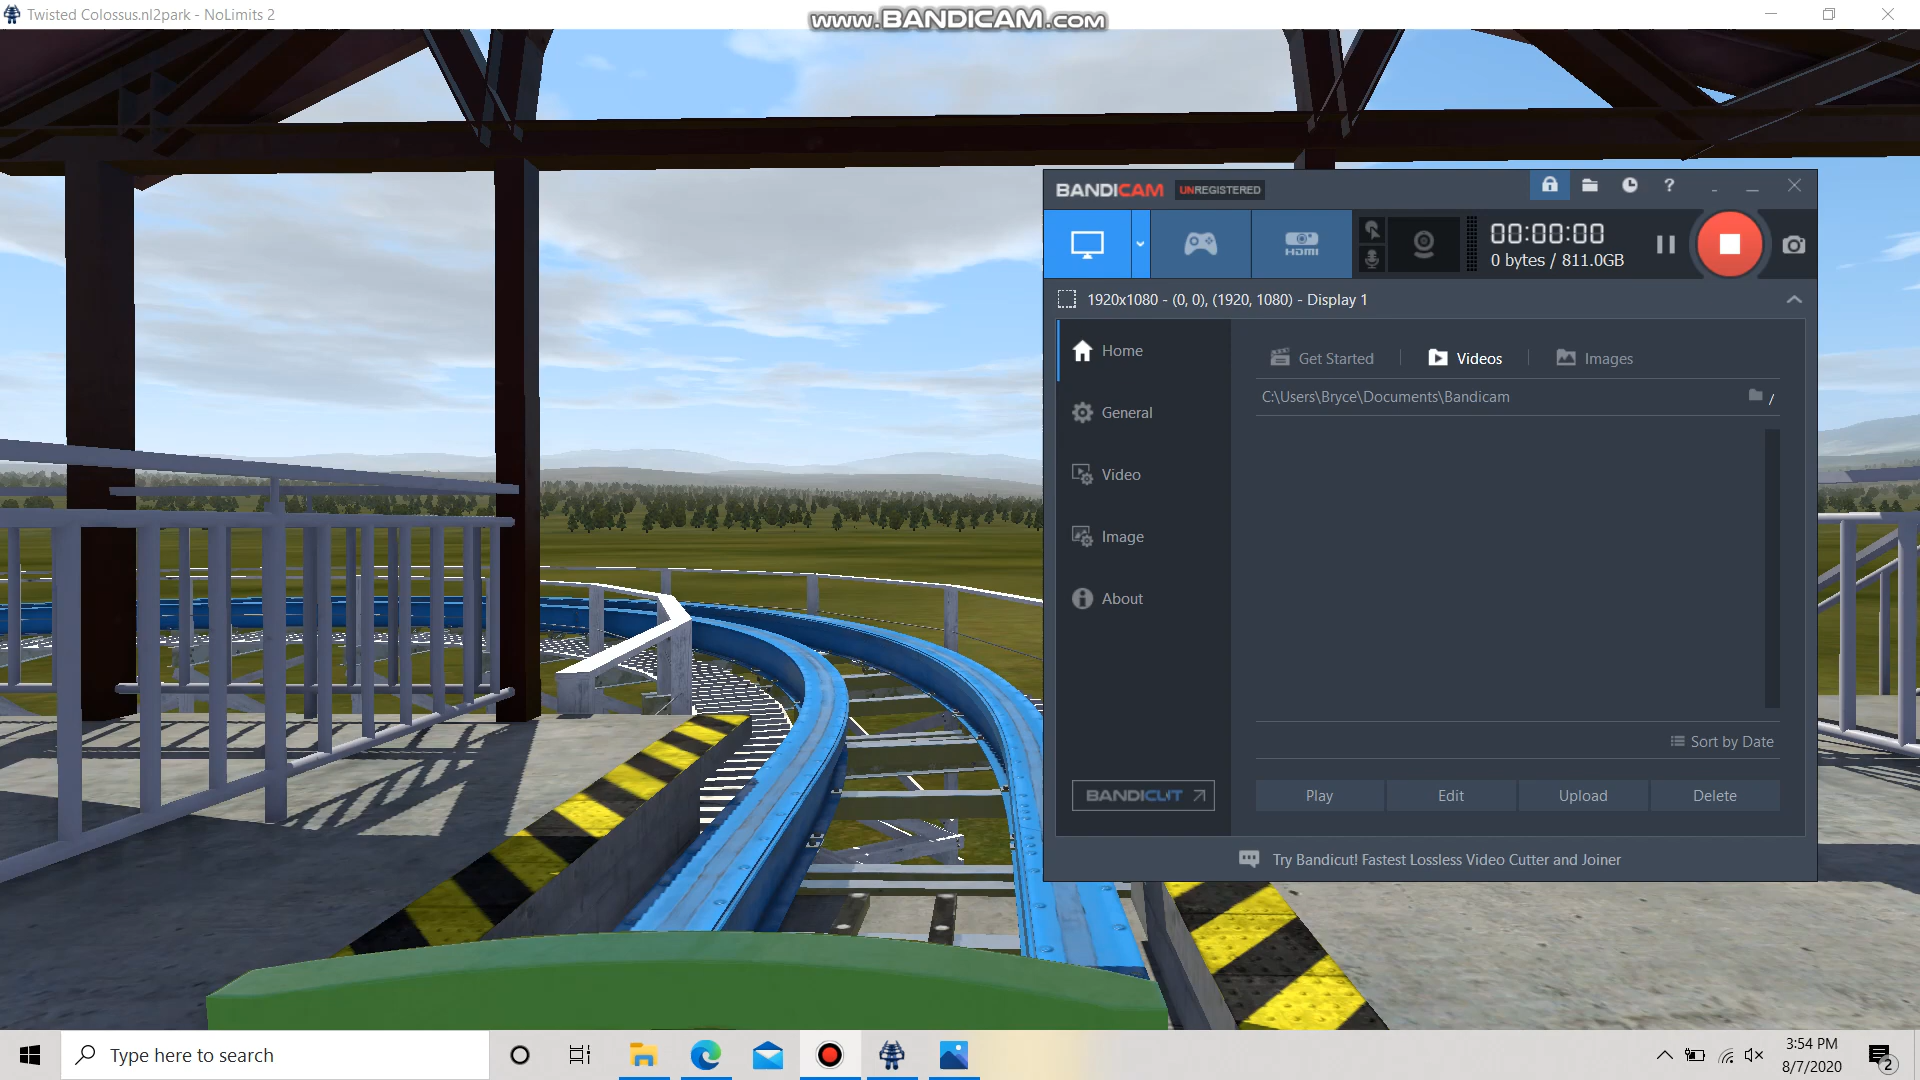 Twisted Colossus.nl2park - NoLimits 2
www.BANDICAM.com
BANDICAM UNREGISTERED
?
HDMI
00:00:00
0 bytes / 811.0GB
1920x1080 - (0, 0), (1920, 1080) - Display 1
Home
General
Video
Image
About
BANDICUT
Get Started
Videos
Images
C:\Users\Bryce\Documents\Bandicam
/
Sort by Date
Play
Edit
Upload
Delete
Try Bandicut! Fastest Lossless Video Cutter and Joiner
Type here to search
3:54 PM
8/7/2020
2